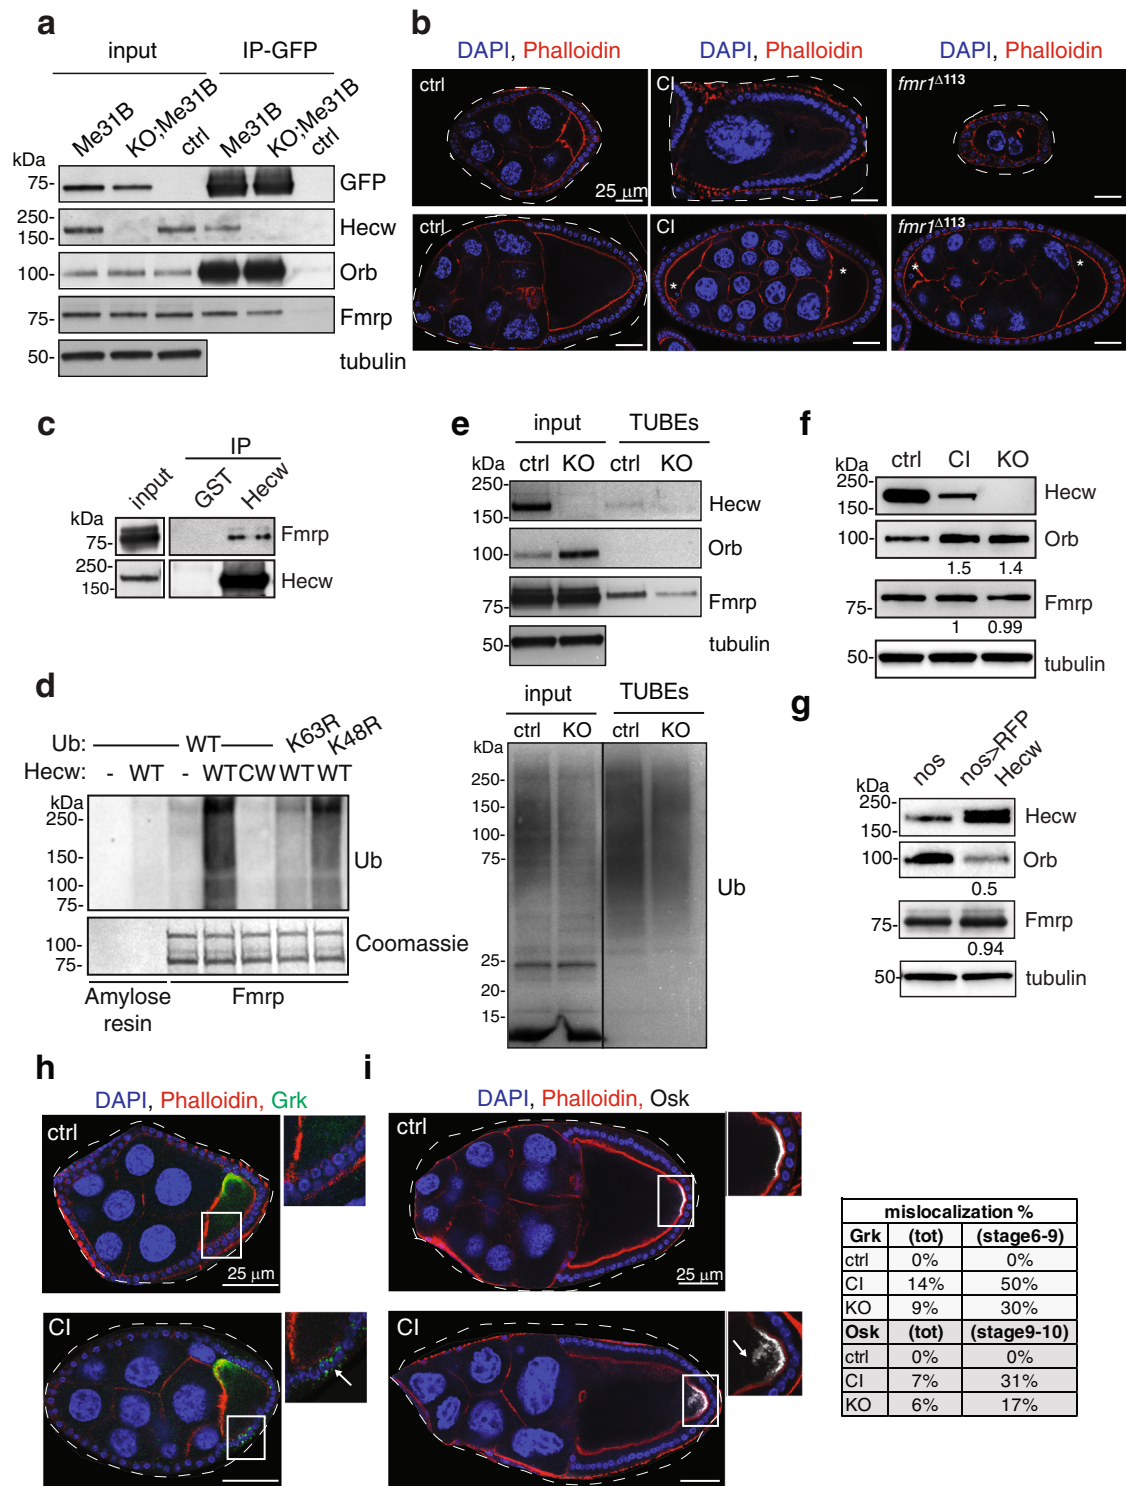 a
input IP-GFP
Me31B KO;Me31B ctrl Me31B KO;Me31B ctrl
kDa
75- GFP
250-
150- Hecw
100- Orb
75- Fmrp
50- tubulin
b
DAPI, Phalloidin DAPI, Phalloidin DAPI, Phalloidin
ctrl CI fmr1Δ113
25 μm
ctrl CI fmr1Δ113
* * * *
c
IP
input GST Hecw
kDa
75- Fmrp
250-
150- Hecw
d
Ub: WT K63R K48R
Hecw: - WT - WT CW WT WT
kDa
250-
150-
100-
75-
Ub
100-
75-
Coomassie
Amylose resin Fmrp
e
input TUBEs
kDa ctrl KO ctrl KO
250-
150- Hecw
100- Orb
75- Fmrp
50- tubulin
input TUBEs
ctrl KO ctrl KO
kDa
250-
150-
100-
75-
Ub
25-
20-
15-
f
kDa ctrl CI KO
250-
150- Hecw
100- Orb
1.5 1.4
75- Fmrp
1 0.99
50- tubulin
g
nos nos>RFP Hecw
kDa
250-
150- Hecw
100- Orb
0.5
75- Fmrp
0.94
50- tubulin
h
DAPI, Phalloidin, Grk
ctrl
25 μm
CI
i
DAPI, Phalloidin, Osk
ctrl
25 μm
CI
mislocalization %
Grk (tot) (stage6-9)
ctrl 0% 0%
CI 14% 50%
KO 9% 30%
Osk (tot) (stage9-10)
ctrl 0% 0%
CI 7% 31%
KO 6% 17%